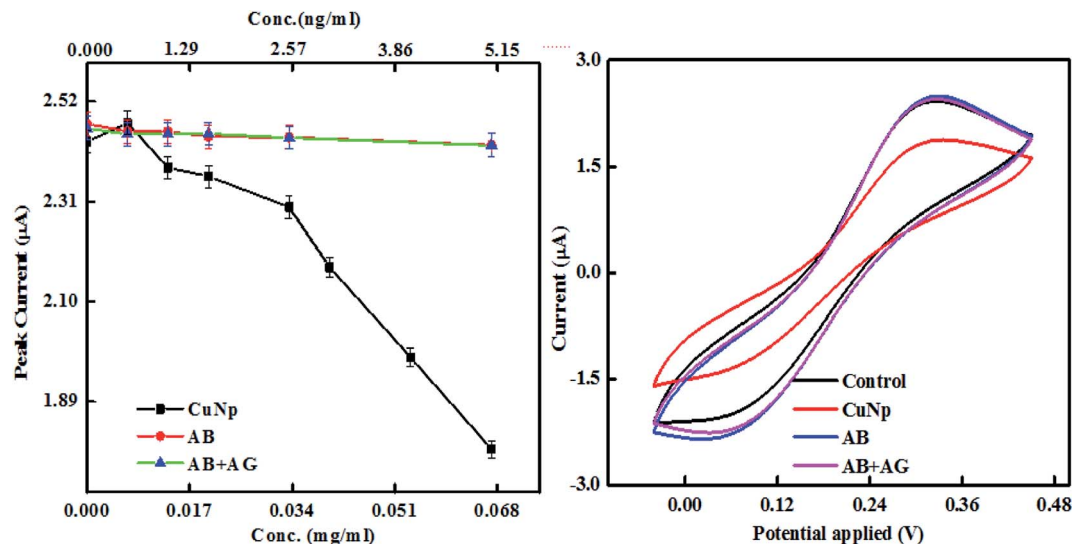 Conc.(ng/ml)
0.000 1.29 2.57 3.86 5.15
2.52
2.31
2.10
1.89
Peak Current (µA)
CuNp
AB
AB+AG
0.000 0.017 0.034 0.051 0.068
Conc. (mg/ml)
3.0
1.5
0.0
-1.5
-3.0
Current (µA)
Control
CuNp
AB
AB+AG
0.00 0.12 0.24 0.36 0.48
Potential applied (V)